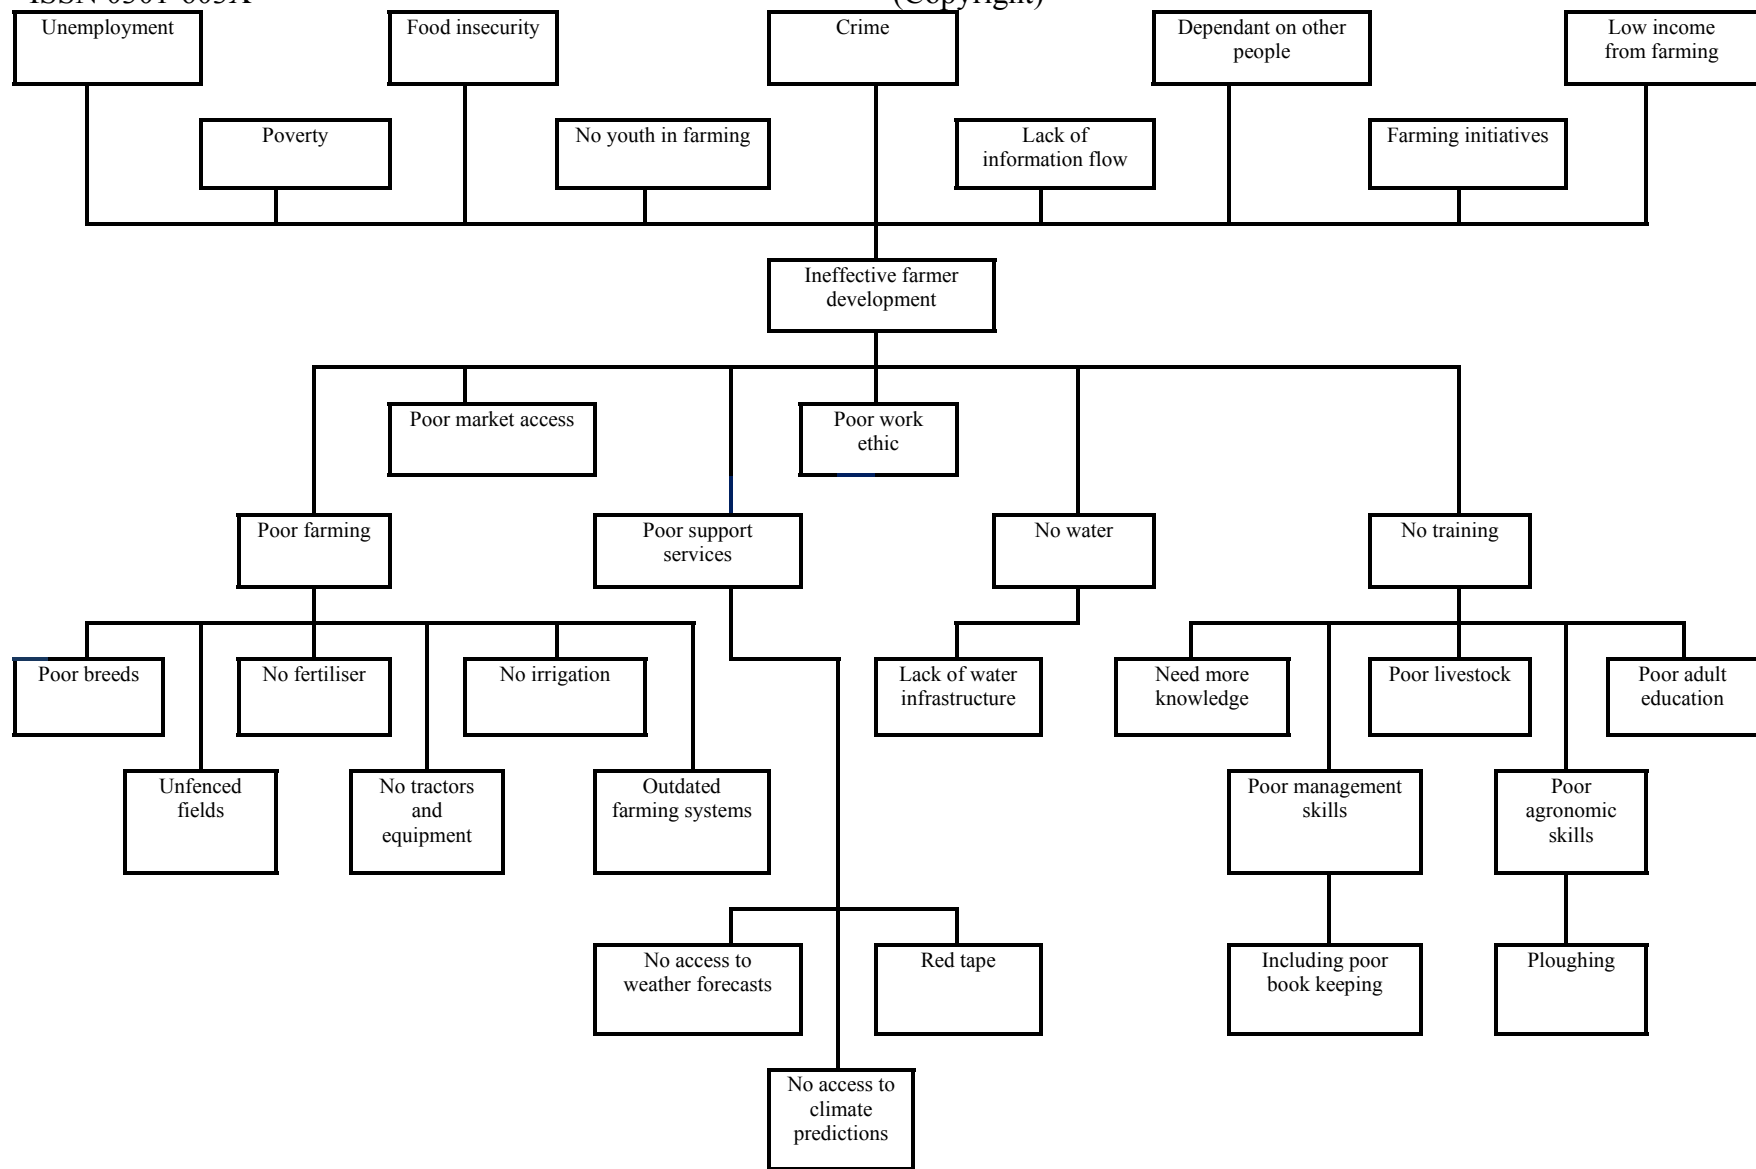 ISSN 0301-603X
(Copyright)
Unemployment
Food insecurity
Crime
Dependant on other
people
Low income
from farming
Poverty
No youth in farming
Lack of
information flow
Farming initiatives
Ineffective farmer
development
Poor market access
Poor work
ethic
Poor farming
Poor support
services
No water
No training
Poor breeds
No fertiliser
No irrigation
Lack of water
infrastructure
Need more
knowledge
Poor livestock
Poor adult
education
Unfenced
fields
No tractors
and
equipment
Outdated
farming systems
Poor management
skills
Poor
agronomic
skills
No access to
weather forecasts
Red tape
Including poor
book keeping
Ploughing
No access to
climate
predictions